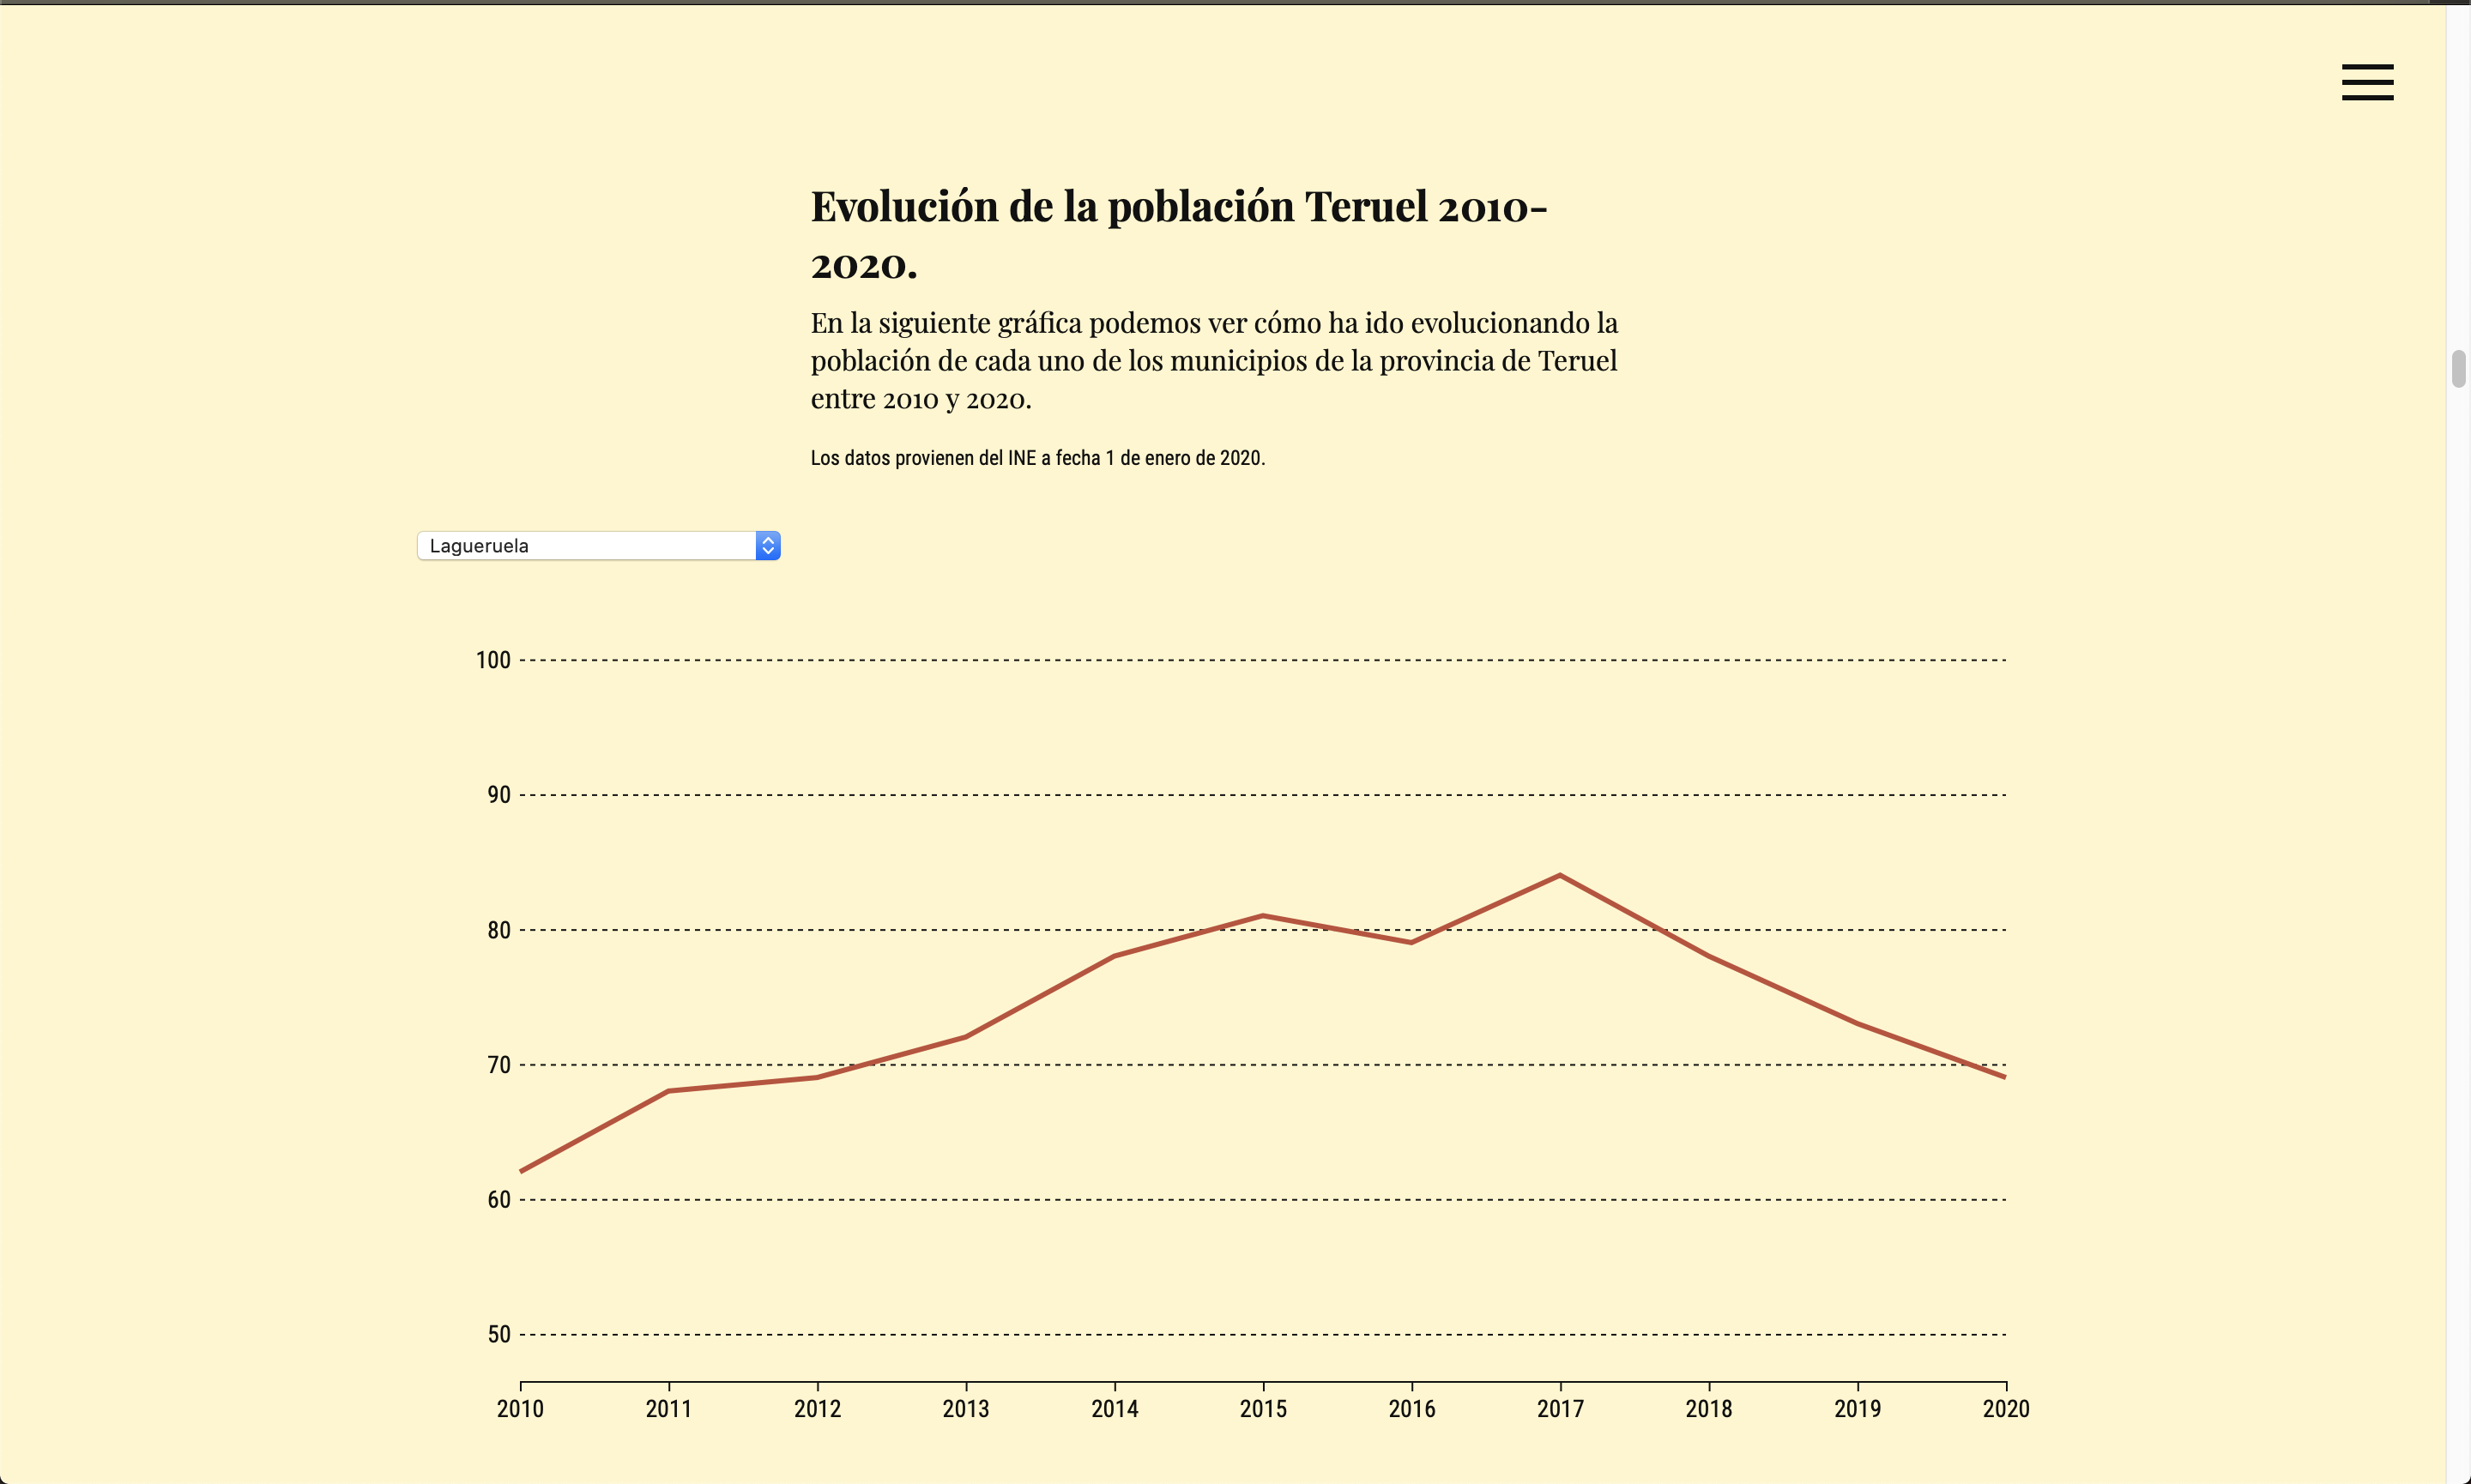 Evolución de la población Teruel 2010-
2020.
En la siguiente gráfica podemos ver cómo ha ido evolucionando la
población de cada uno de los municipios de la provincia de Teruel
entre 2010 y 2020.
Los datos provienen del INE a fecha 1 de enero de 2020.
Lagueruela
100
90
80
70
60
50
2010 2011 2012 2013 2014 2015 2016 2017 2018 2019 2020